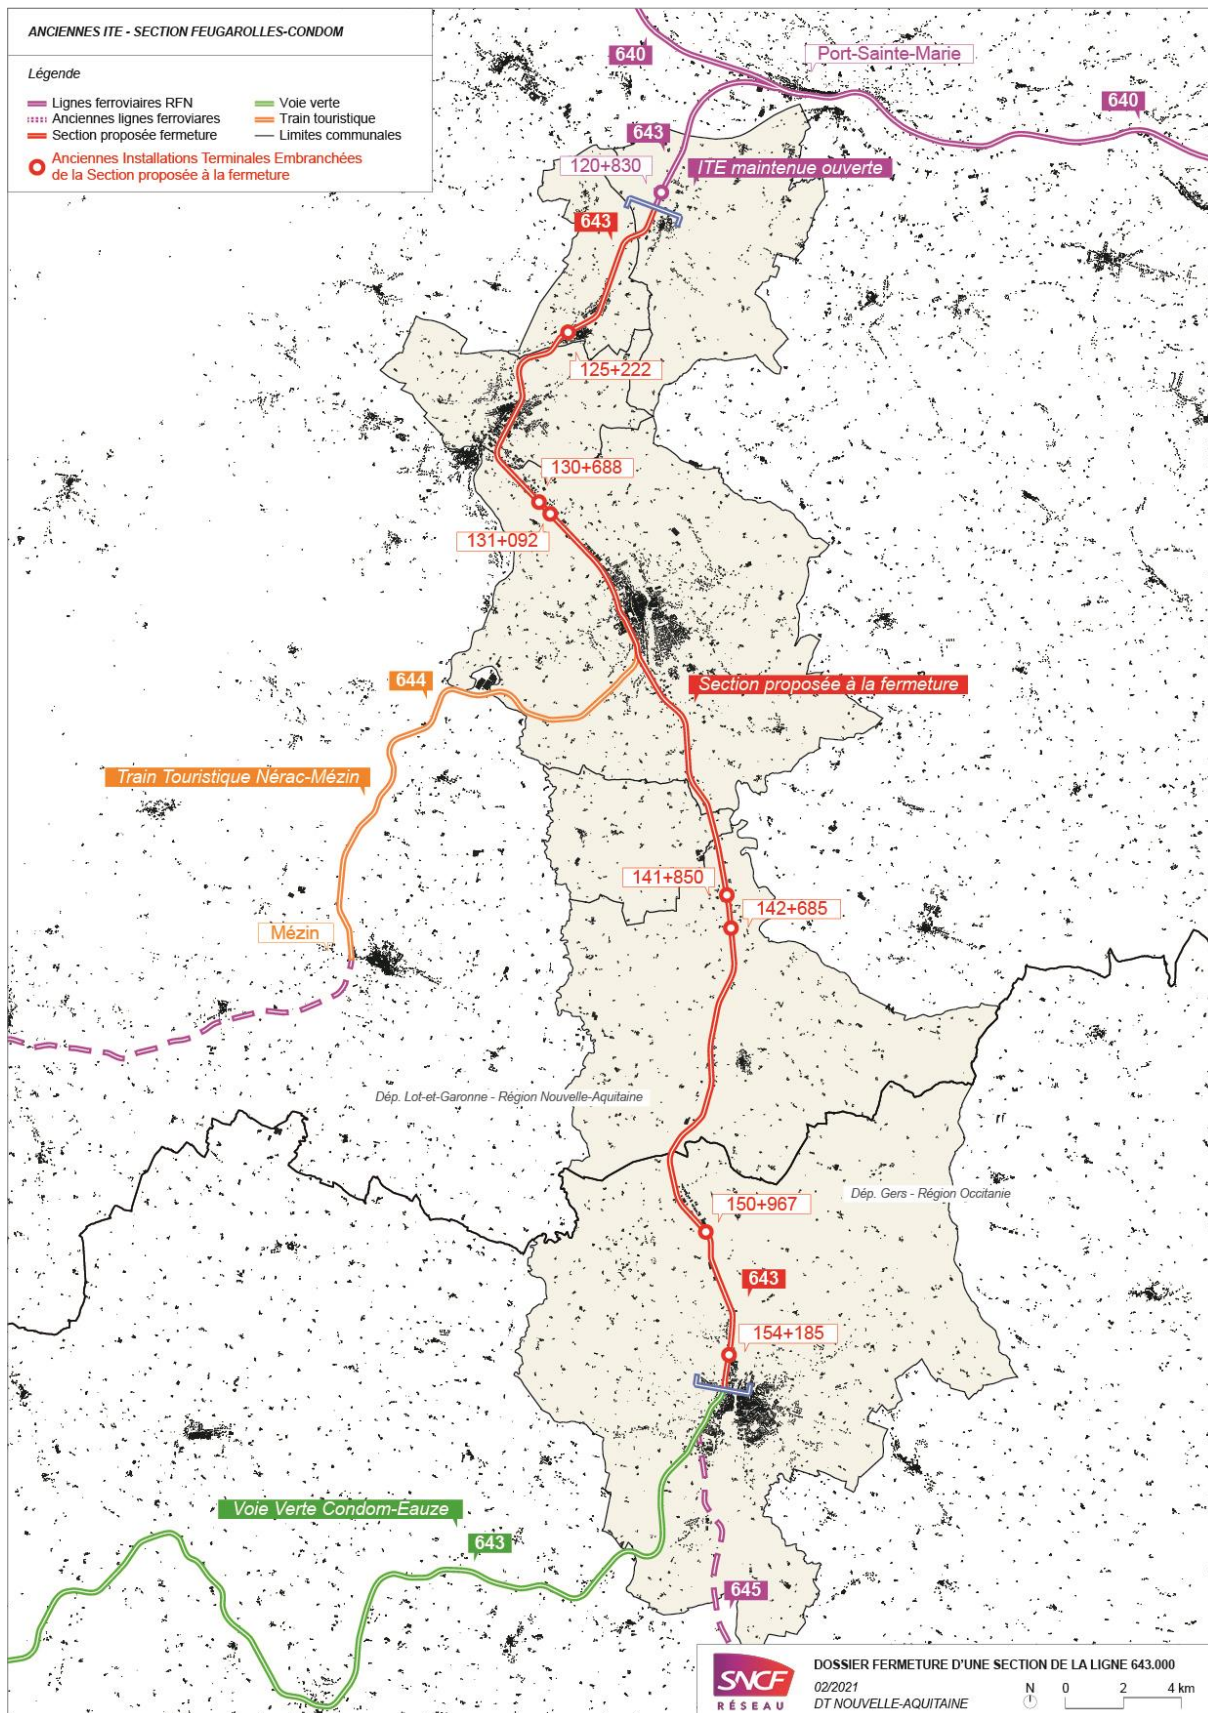 ANCIENNES ITE - SECTION FEUGAROLLES-CONDOM
Légende
Lignes ferroviaires RFN
Anciennes lignes ferroviares
Section proposée fermeture
Voie verte
Train touristique
Limites communales
Anciennes Installations Terminales Embranchées
de la Section proposée à la fermeture
640
Port-Sainte-Marie
640
643
120+830
ITE maintenue ouverte
643
125+222
130+688
131+092
644
Section proposée à la fermeture
Train Touristique Nérac-Mézin
141+850
142+685
Mézin
Dép. Lot-et-Garonne - Région Nouvelle-Aquitaine
Dép. Gers - Région Occitanie
150+967
643
154+185
Voie Verte Condom-Eauze
643
645
SNCF
RÉSEAU
DOSSIER FERMETURE D'UNE SECTION DE LA LIGNE 643.000
02/2021
DT NOUVELLE-AQUITAINE
N
0 2 4 km